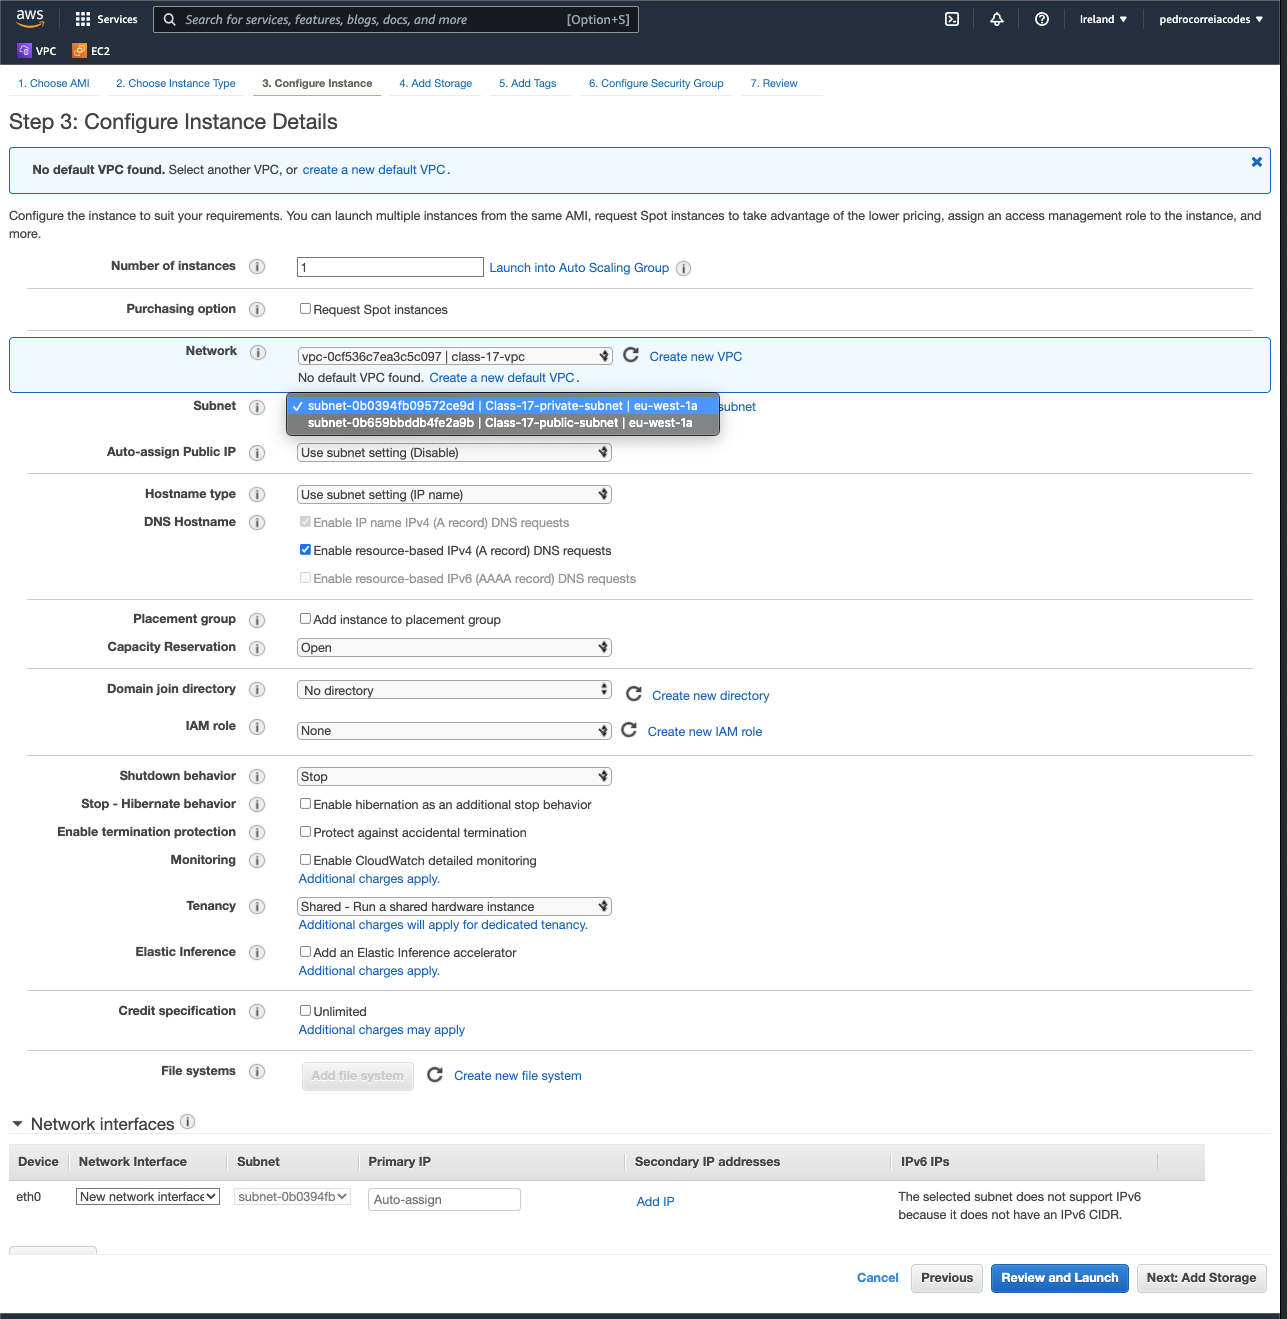 aws
Services
Search for services, features, blogs, docs, and more
[Option+S]
Ireland
pedrocorreiacodes
VPC
EC2
1. Choose AMI
2. Choose Instance Type
3. Configure Instance
4. Add Storage
5. Add Tags
6. Configure Security Group
7. Review
Step 3: Configure Instance Details
No default VPC found. Select another VPC, or create a new default VPC.
Configure the instance to suit your requirements. You can launch multiple instances from the same AMI, request Spot instances to take advantage of the lower pricing, assign an access management role to the instance, and
more.
Number of instances
1
Launch into Auto Scaling Group
Purchasing option
Request Spot instances
Network
vpc-0cf536c7ea3c5c097 | class-17-vpc
Create new VPC
No default VPC found. Create a new default VPC.
Subnet
subnet-0b0394fb09572ce9d | Class-17-private-subnet | eu-west-1a
subnet
subnet-0b659bbddb4fe2a9b | Class-17-public-subnet | eu-west-1a
Auto-assign Public IP
Use subnet setting (Disable)
Hostname type
Use subnet setting (IP name)
DNS Hostname
Enable IP name IPv4 (A record) DNS requests
Enable resource-based IPv4 (A record) DNS requests
Enable resource-based IPv6 (AAAA record) DNS requests
Placement group
Add instance to placement group
Capacity Reservation
Open
Domain join directory
No directory
Create new directory
IAM role
None
Create new IAM role
Shutdown behavior
Stop
Stop - Hibernate behavior
Enable hibernation as an additional stop behavior
Enable termination protection
Protect against accidental termination
Monitoring
Enable CloudWatch detailed monitoring
Additional charges apply.
Tenancy
Shared - Run a shared hardware instance
Additional charges will apply for dedicated tenancy.
Elastic Inference
Add an Elastic Inference accelerator
Additional charges apply.
Credit specification
Unlimited
Additional charges may apply
File systems
Add file system
Create new file system
Network interfaces
Device
Network Interface
Subnet
Primary IP
Secondary IP addresses
IPv6 IPs
eth0
New network interface
subnet-0b0394fb
Auto-assign
Add IP
The selected subnet does not support IPv6
because it does not have an IPv6 CIDR.
Cancel
Previous
Review and Launch
Next: Add Storage